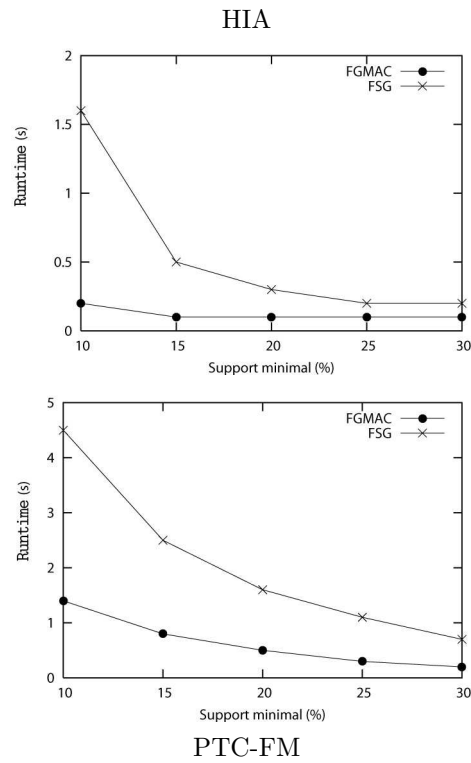 HIA
2
1.5
1
0.5
0
Runtime (s)
FGMAC
FSG
10 15 20 25 30
Support minimal (%)
5
4
3
2
1
0
Runtime (s)
FGMAC
FSG
10 15 20 25 30
Support minimal (%)
PTC-FM